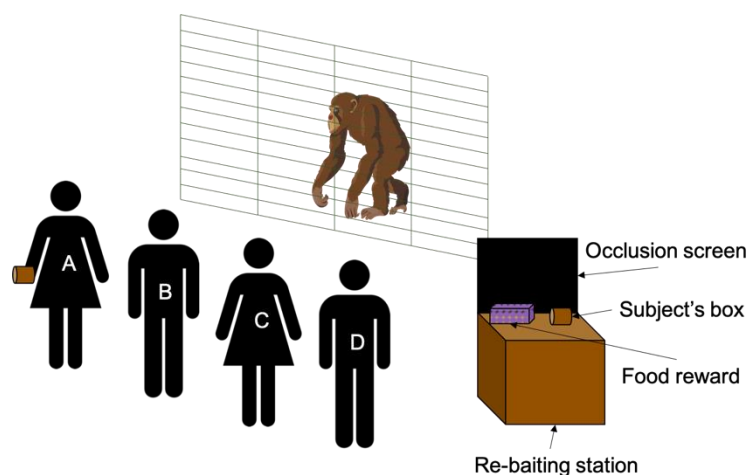 A
B
C
D
Occlusion screen
Subject's box
Food reward
Re-baiting station